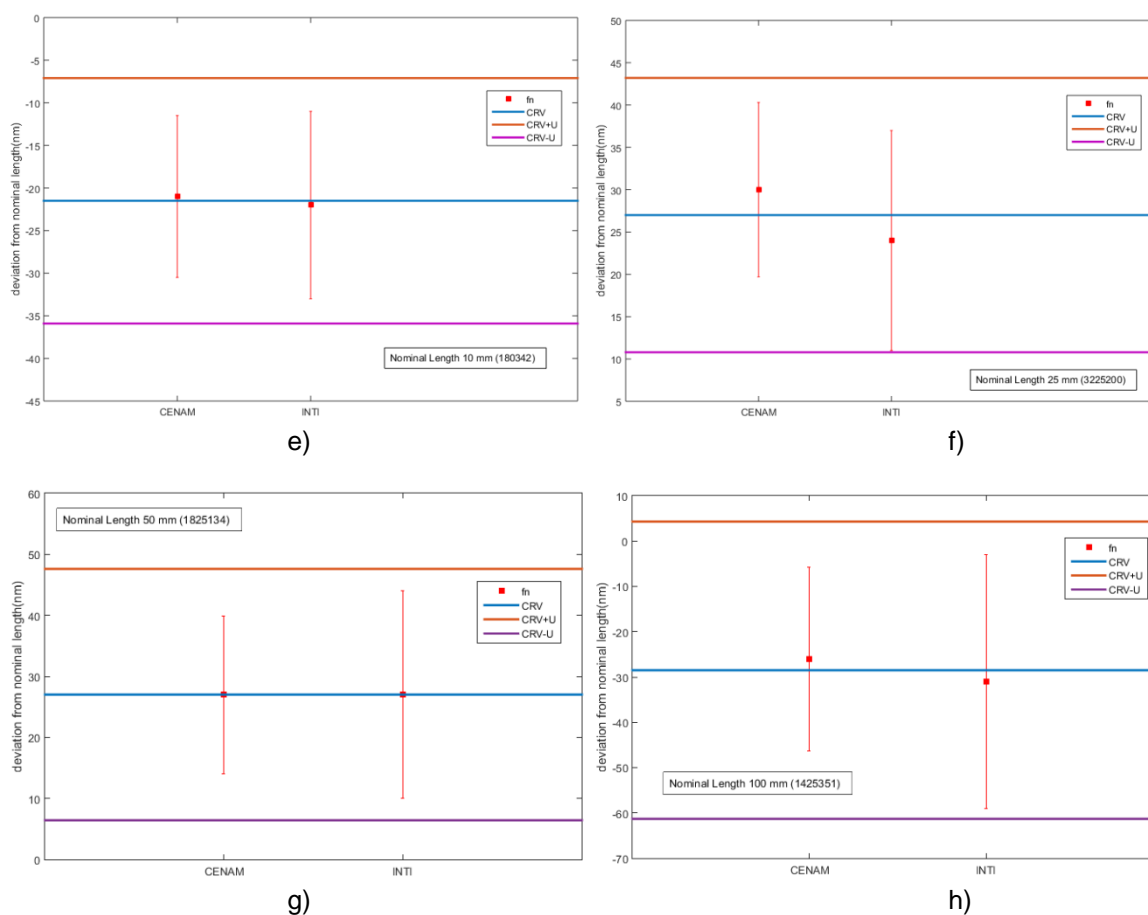 0
-5
-10
-15
-20
-25
-30
-35
-40
-45
deviation from nominal length(nm)
fn
CRV
CRV+U
CRV-U
Nominal Length 10 mm (180342)
CENAM INTI
e)
50
45
40
35
30
25
20
15
10
5
deviation from nominal length(nm)
fn
CRV
CRV+U
CRV-U
Nominal Length 25 mm (3225200)
CENAM INTI
f)
60
50
40
30
20
10
0
deviation from nominal length(nm)
Nominal Length 50 mm (1825134)
fn
CRV
CRV+U
CRV-U
CENAM INTI
g)
10
0
-10
-20
-30
-40
-50
-60
-70
deviation from nominal length(nm)
fn
CRV
CRV+U
CRV-U
Nominal Length 100 mm (1425351)
CENAM INTI
h)